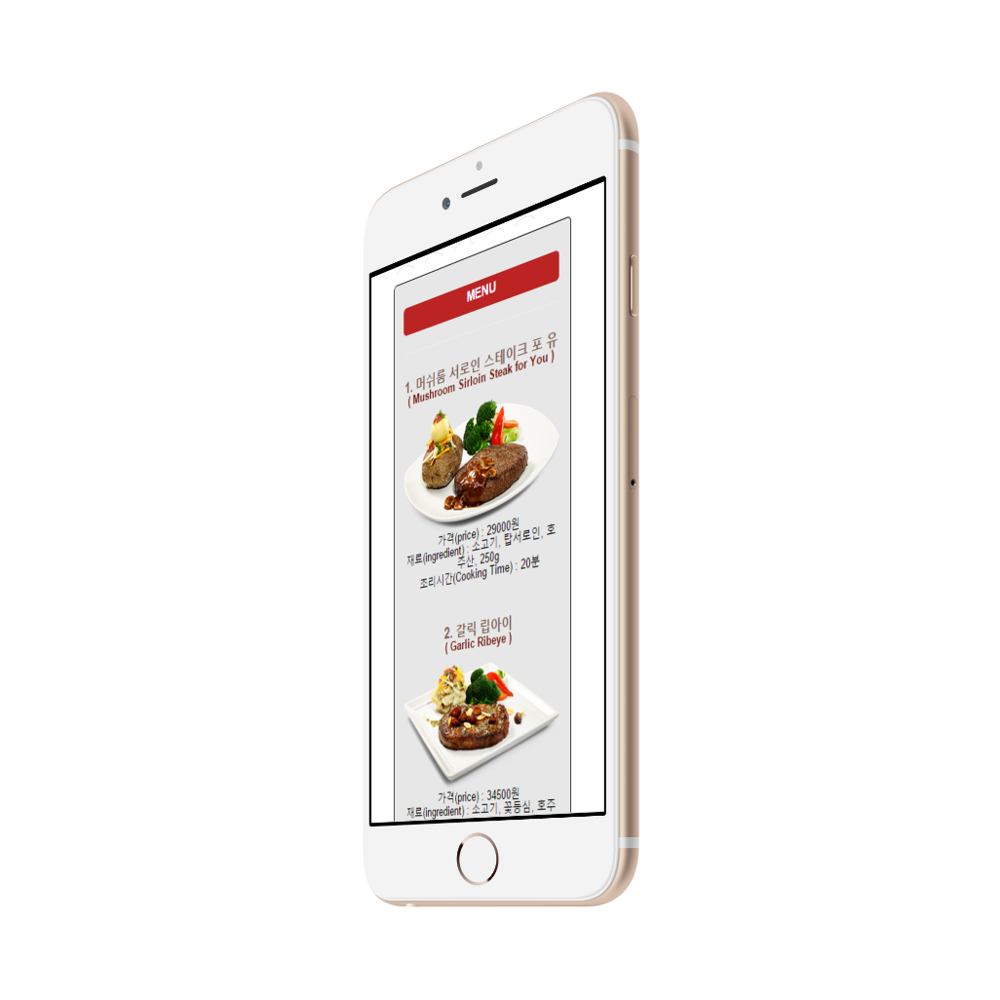 MENU
1. 머쉬룸 서로인 스테이크 포 유
( Mushroom Sirloin Steak for You )
가격(price) : 29000원
재료(ingredient) : 소고기, 탑서로인, 호
주산, 250g
조리시간(Cooking Time) : 20분
2. 갈릭 립아이
( Garlic Ribeye )
가격(price) : 34500원
재료(ingredient) : 소고기, 꽃등심, 호주